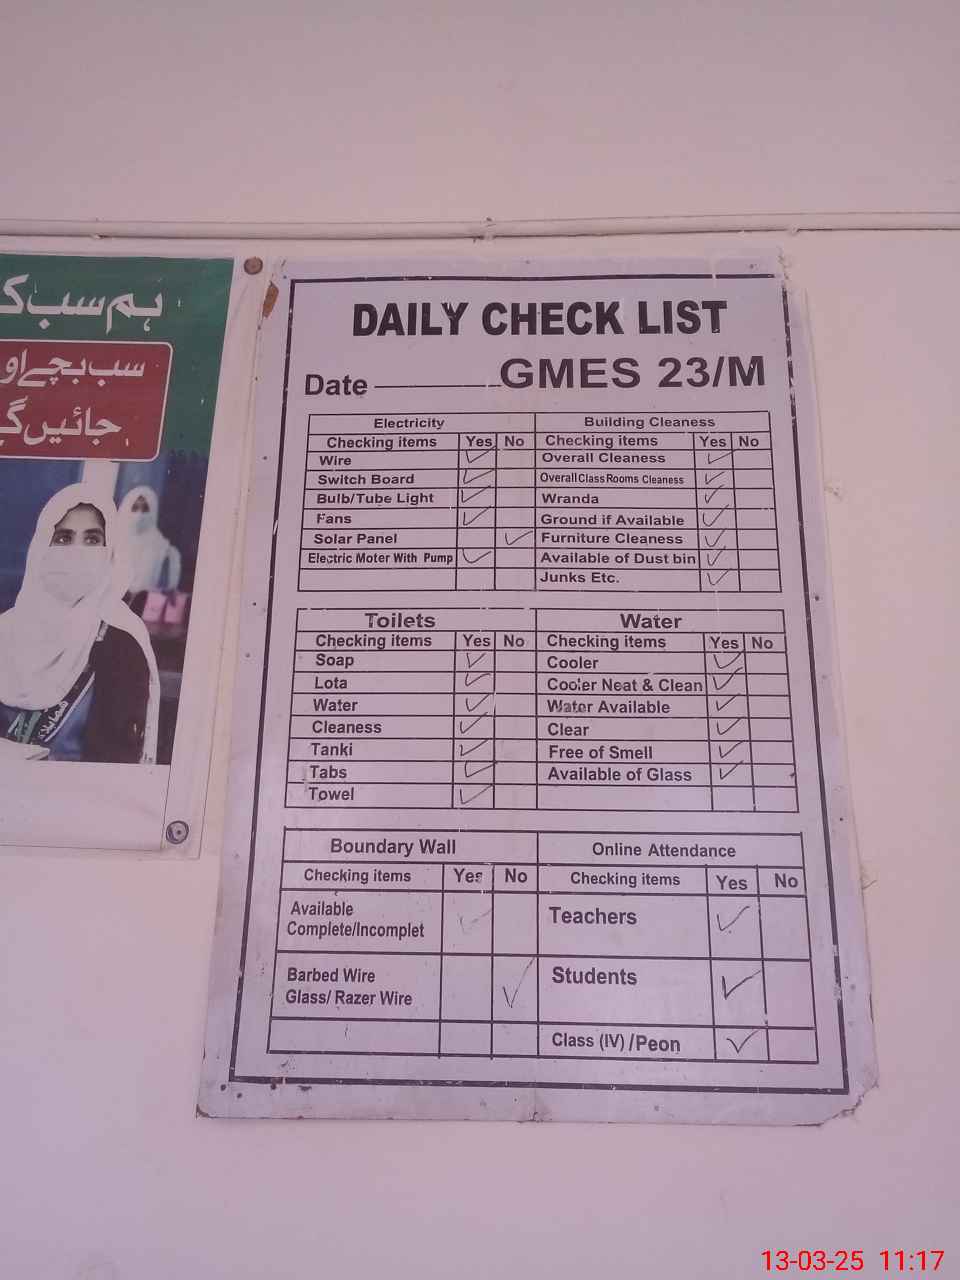 ہم سب ک
سب بچے او
جائیں گ
DAILY CHECK LIST
Date GMES 23/M
Electricity
Checking items Yes No
Wire ✓
Switch Board ✓
Bulb/Tube Light ✓
Fans ✓
Solar Panel ✓
Electric Moter With Pump ✓
Building Cleaness
Checking items Yes No
Overall Cleaness ✓
Overall Class Rooms Cleaness ✓
Wranda ✓
Ground if Available ✓
Furniture Cleaness ✓
Available of Dust bin ✓
Junks Etc. ✓
Toilets
Checking items Yes No
Soap ✓
Lota ✓
Water ✓
Cleaness ✓
Tanki ✓
Tabs ✓
Towel ✓
Water
Checking items Yes No
Cooler ✓
Cooler Neat & Clean ✓
Water Available ✓
Clear ✓
Free of Smell ✓
Available of Glass ✓
Boundary Wall
Checking items Yes No
Available
Complete/Incomplet ✓
Barbed Wire
Glass/ Razer Wire ✓
Online Attendance
Checking items Yes No
Teachers ✓
Students ✓
Class (IV) /Peon ✓
13-03-25 11:17